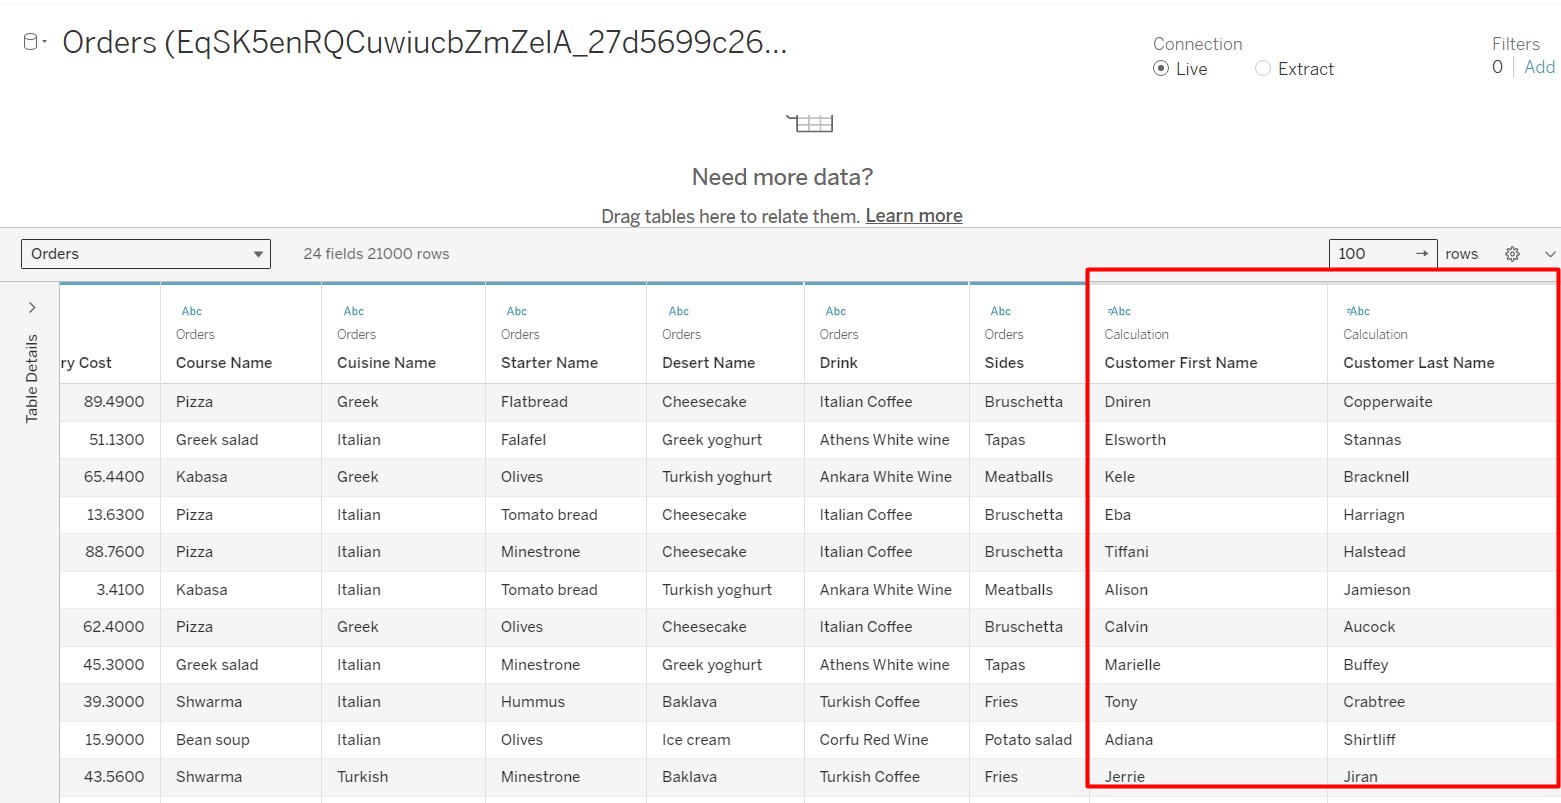 Orders (EqSK5enRQCuwiucbZmZelA_27d5699c26...
Connection
Live Extract
Filters
0 Add
Need more data?
Drag tables here to relate them. Learn more
Orders 24 fields 21000 rows 100 → rows
Table Details
Abc Abc Abc Abc Abc Abc =Abc =Abc
Orders Orders Orders Orders Orders Orders Calculation Calculation
ry Cost Course Name Cuisine Name Starter Name Desert Name Drink Sides Customer First Name Customer Last Name
89.4900 Pizza Greek Flatbread Cheesecake Italian Coffee Bruschetta Dniren Copperwaite
51.1300 Greek salad Italian Falafel Greek yoghurt Athens White wine Tapas Elsworth Stannas
65.4400 Kabasa Greek Olives Turkish yoghurt Ankara White Wine Meatballs Kele Bracknell
13.6300 Pizza Italian Tomato bread Cheesecake Italian Coffee Bruschetta Eba Harriagn
88.7600 Pizza Italian Minestrone Cheesecake Italian Coffee Bruschetta Tiffani Halstead
3.4100 Kabasa Italian Tomato bread Turkish yoghurt Ankara White Wine Meatballs Alison Jamieson
62.4000 Pizza Greek Olives Cheesecake Italian Coffee Bruschetta Calvin Aucock
45.3000 Greek salad Italian Minestrone Greek yoghurt Athens White wine Tapas Marielle Buffey
39.3000 Shwarma Italian Hummus Baklava Turkish Coffee Fries Tony Crabtree
15.9000 Bean soup Italian Olives Ice cream Corfu Red Wine Potato salad Adiana Shirtliff
43.5600 Shwarma Turkish Minestrone Baklava Turkish Coffee Fries Jerrie Jiran